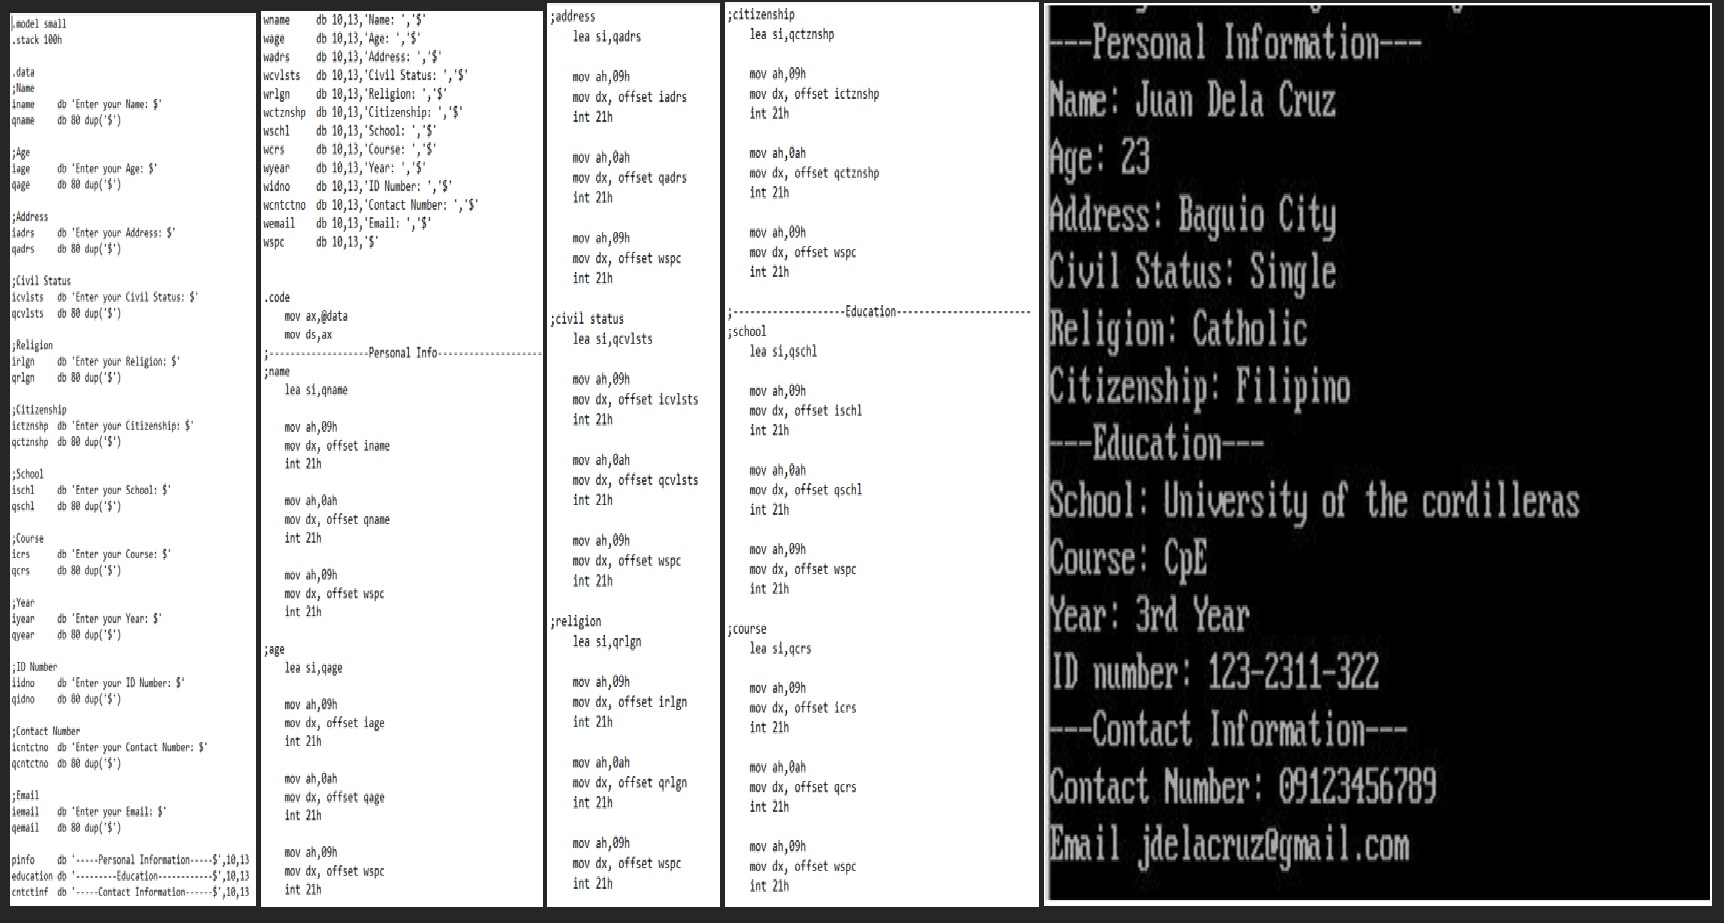 .model small
.stack 100h
.data
;Name
iname db 'Enter your Name: $'
qname db 80 dup('$')
;Age
iage db 'Enter your Age: $'
qage db 80 dup('$')
;Address
iadrs db 'Enter your Address: $'
qadrs db 80 dup('$')
;Civil Status
icvlsts db 'Enter your Civil Status: $'
qcvlsts db 80 dup('$')
;Religion
irlgn db 'Enter your Religion: $'
qrlgn db 80 dup('$')
;Citizenship
ictznshp db 'Enter your Citizenship: $'
qctznshp db 80 dup('$')
;School
ischl db 'Enter your School: $'
qschl db 80 dup('$')
;Course
icrs db 'Enter your Course: $'
qcrs db 80 dup('$')
;Year
iyear db 'Enter your Year: $'
qyear db 80 dup('$')
;ID Number
iidno db 'Enter your ID Number: $'
qidno db 80 dup('$')
;Contact Number
icntctno db 'Enter your Contact Number: $'
qcntctno db 80 dup('$')
;Email
iemail db 'Enter your Email: $'
qemail db 80 dup('$')
pinfo db '-----Personal Information-----$',10,13
education db '---------Education------------$',10,13
cntctinf db '-----Contact Information------$',10,13
wname db 10,13,'Name: ','$'
wage db 10,13,'Age: ','$'
wadrs db 10,13,'Address: ','$'
wcvlsts db 10,13,'Civil Status: ','$'
wrlgn db 10,13,'Religion: ','$'
wctznshp db 10,13,'Citizenship: ','$'
wschl db 10,13,'School: ','$'
wcrs db 10,13,'Course: ','$'
wyear db 10,13,'Year: ','$'
widno db 10,13,'ID Number: ','$'
wcntctno db 10,13,'Contact Number: ','$'
wemail db 10,13,'Email: ','$'
wspc db 10,13,'$'
.code
mov ax,@data
mov ds,ax
;-------------------Personal Info--------------------
;name
lea si,qname
mov ah,09h
mov dx, offset iname
int 21h
mov ah,0ah
mov dx, offset qname
int 21h
mov ah,09h
mov dx, offset wspc
int 21h
;age
lea si,qage
mov ah,09h
mov dx, offset iage
int 21h
mov ah,0ah
mov dx, offset qage
int 21h
mov ah,09h
mov dx, offset wspc
int 21h
;address
lea si,qadrs
mov ah,09h
mov dx, offset iadrs
int 21h
mov ah,0ah
mov dx, offset qadrs
int 21h
mov ah,09h
mov dx, offset wspc
int 21h
;civil status
lea si,qcvlsts
mov ah,09h
mov dx, offset icvlsts
int 21h
mov ah,0ah
mov dx, offset qcvlsts
int 21h
mov ah,09h
mov dx, offset wspc
int 21h
;religion
lea si,qrlgn
mov ah,09h
mov dx, offset irlgn
int 21h
mov ah,0ah
mov dx, offset qrlgn
int 21h
mov ah,09h
mov dx, offset wspc
int 21h
;citizenship
lea si,qctznshp
mov ah,09h
mov dx, offset ictznshp
int 21h
mov ah,0ah
mov dx, offset qctznshp
int 21h
mov ah,09h
mov dx, offset wspc
int 21h
;---------------------Education-------------------------
;school
lea si,qschl
mov ah,09h
mov dx, offset ischl
int 21h
mov ah,0ah
mov dx, offset qschl
int 21h
mov ah,09h
mov dx, offset wspc
int 21h
;course
lea si,qcrs
mov ah,09h
mov dx, offset icrs
int 21h
mov ah,0ah
mov dx, offset qcrs
int 21h
mov ah,09h
mov dx, offset wspc
int 21h
---Personal Information---
Name: Juan Dela Cruz
Age: 23
Address: Baguio City
Civil Status: Single
Religion: Catholic
Citizenship: Filipino
---Education---
School: University of the cordilleras
Course: CpE
Year: 3rd Year
ID number: 123-2311-322
---Contact Information---
Contact Number: 09123456789
Email jdelacruz@gmail.com